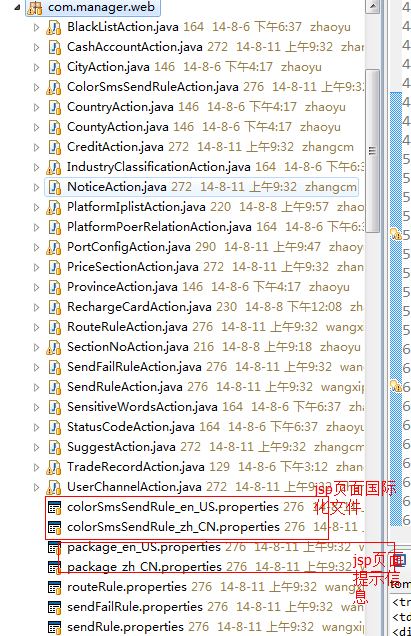 com.manager.web
BlackListAction.java 164 14-8-6 下午6:37 zhaoyu
CashAccountAction.java 272 14-8-11 上午9:32
CityAction.java 146 14-8-6 下午4:17 zhaoyu
ColorSmsSendRuleAction.java 276 14-8-11 上午9:3
CountryAction.java 146 14-8-6 下午4:17 zhaoyu
CountyAction.java 146 14-8-6 下午4:17 zhaoyu
CreditAction.java 272 14-8-11 上午9:32 zhangcm
IndustryClassificationAction.java 164 14-8-6 下午
NoticeAction.java 272 14-8-11 上午9:32 zhangcm
PlatformIplistAction.java 220 14-8-8 上午9:57 zhaoy
PlatformPoerRelationAction.java 164 14-8-6 下午6:
PortConfigAction.java 290 14-8-11 上午9:47 zhaoy
PriceSectionAction.java 272 14-8-11 上午9:32 zhan
ProvinceAction.java 146 14-8-6 下午4:17 zhaoyu
RechargeCardAction.java 230 14-8-8 下午12:08 zha
RouteRuleAction.java 276 14-8-11 上午9:32 wangxi
SectionNoAction.java 216 14-8-8 上午9:18 zhaoyu
SendFailRuleAction.java 276 14-8-11 上午9:32 wan
SendRuleAction.java 276 14-8-11 上午9:32 wangxip
SensitiveWordsAction.java 164 14-8-6 下午6:37 zha
StatusCodeAction.java 164 14-8-6 下午6:37 zhaoyu
SuggestAction.java 272 14-8-11 上午9:32 zhangcm
TradeRecordAction.java 129 14-8-6 下午3:12 zhaoy
UserChannelAction.java 272 14-8-11 上午9:32
jsp页面国际
化文件
colorSmsSendRule_en_US.properties 276
colorSmsSendRule_zh_CN.properties 276 14-8-11
package_en_US.properties 276 14-8-11 上午9:32
package_zh_CN.properties 276 14-8-11 上午9:32
jsp页面
提示信
息
routeRule.properties 276 14-8-11 上午9:32
sendFailRule.properties 276 14-8-11 上午9:32
sendRule.properties 276 14-8-11 上午9:32